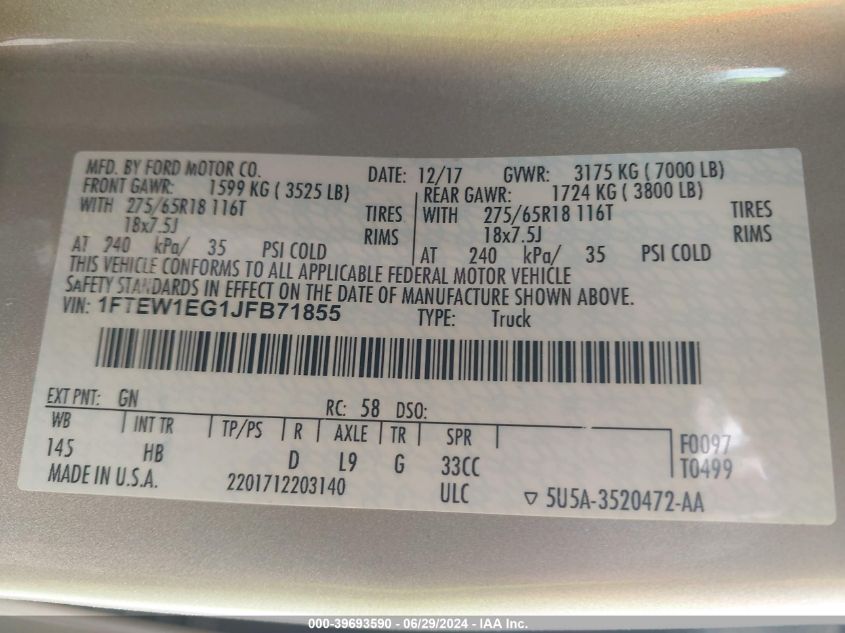 MFD. BY FORD MOTOR CO. DATE: 12/17 GVWR: 3175 KG ( 7000 LB)
FRONT GAWR: 1599 KG ( 3525 LB) REAR GAWR: 1724 KG ( 3800 LB)
WITH 275/65R18 116T TIRES WITH 275/65R18 116T TIRES
18x7.5J RIMS 18x7.5J RIMS
AT 240 kPa/ 35 PSI COLD AT 240 kPa/ 35 PSI COLD
THIS VEHICLE CONFORMS TO ALL APPLICABLE FEDERAL MOTOR VEHICLE
SAFETY STANDARDS IN EFFECT ON THE DATE OF MANUFACTURE SHOWN ABOVE.
VIN: 1FTEW1EG1JFB71855 TYPE: Truck
EXT PNT: GN RC: 58 DSO:
WB INT TR TP/PS R AXLE TR SPR F0097
145 HB D L9 G 33CC T0499
MADE IN U.S.A. 2201712203140 ULC ▽ 5U5A-3520472-AA
000-39693590 - 06/29/2024 - IAA Inc.